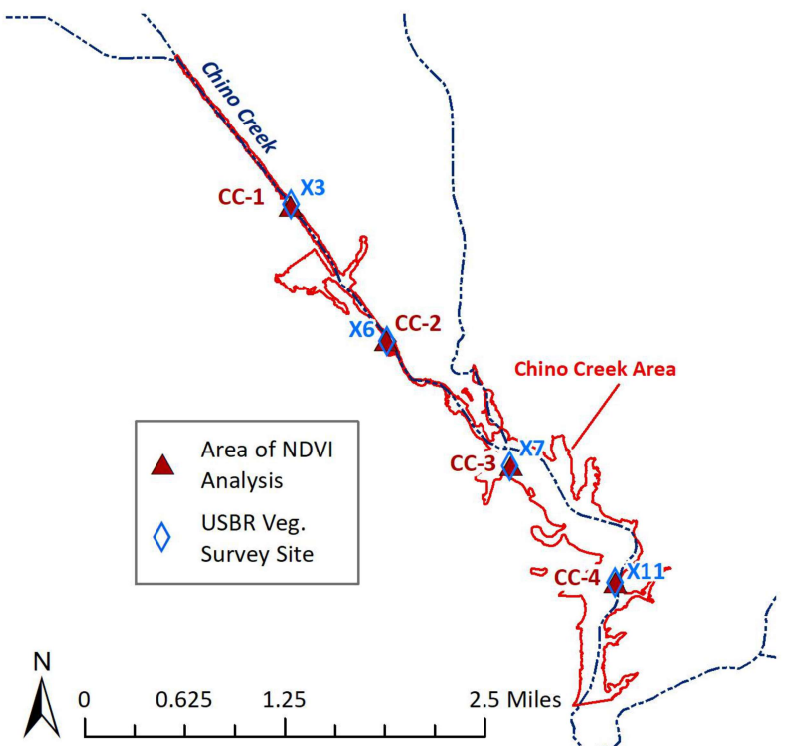 Chino Creek
X3
CC-1
CC-2
X6
Chino Creek Area
X7
CC-3
X11
CC-4
Area of NDVI
Analysis
USBR Veg.
Survey Site
N
0 0.625 1.25 2.5 Miles